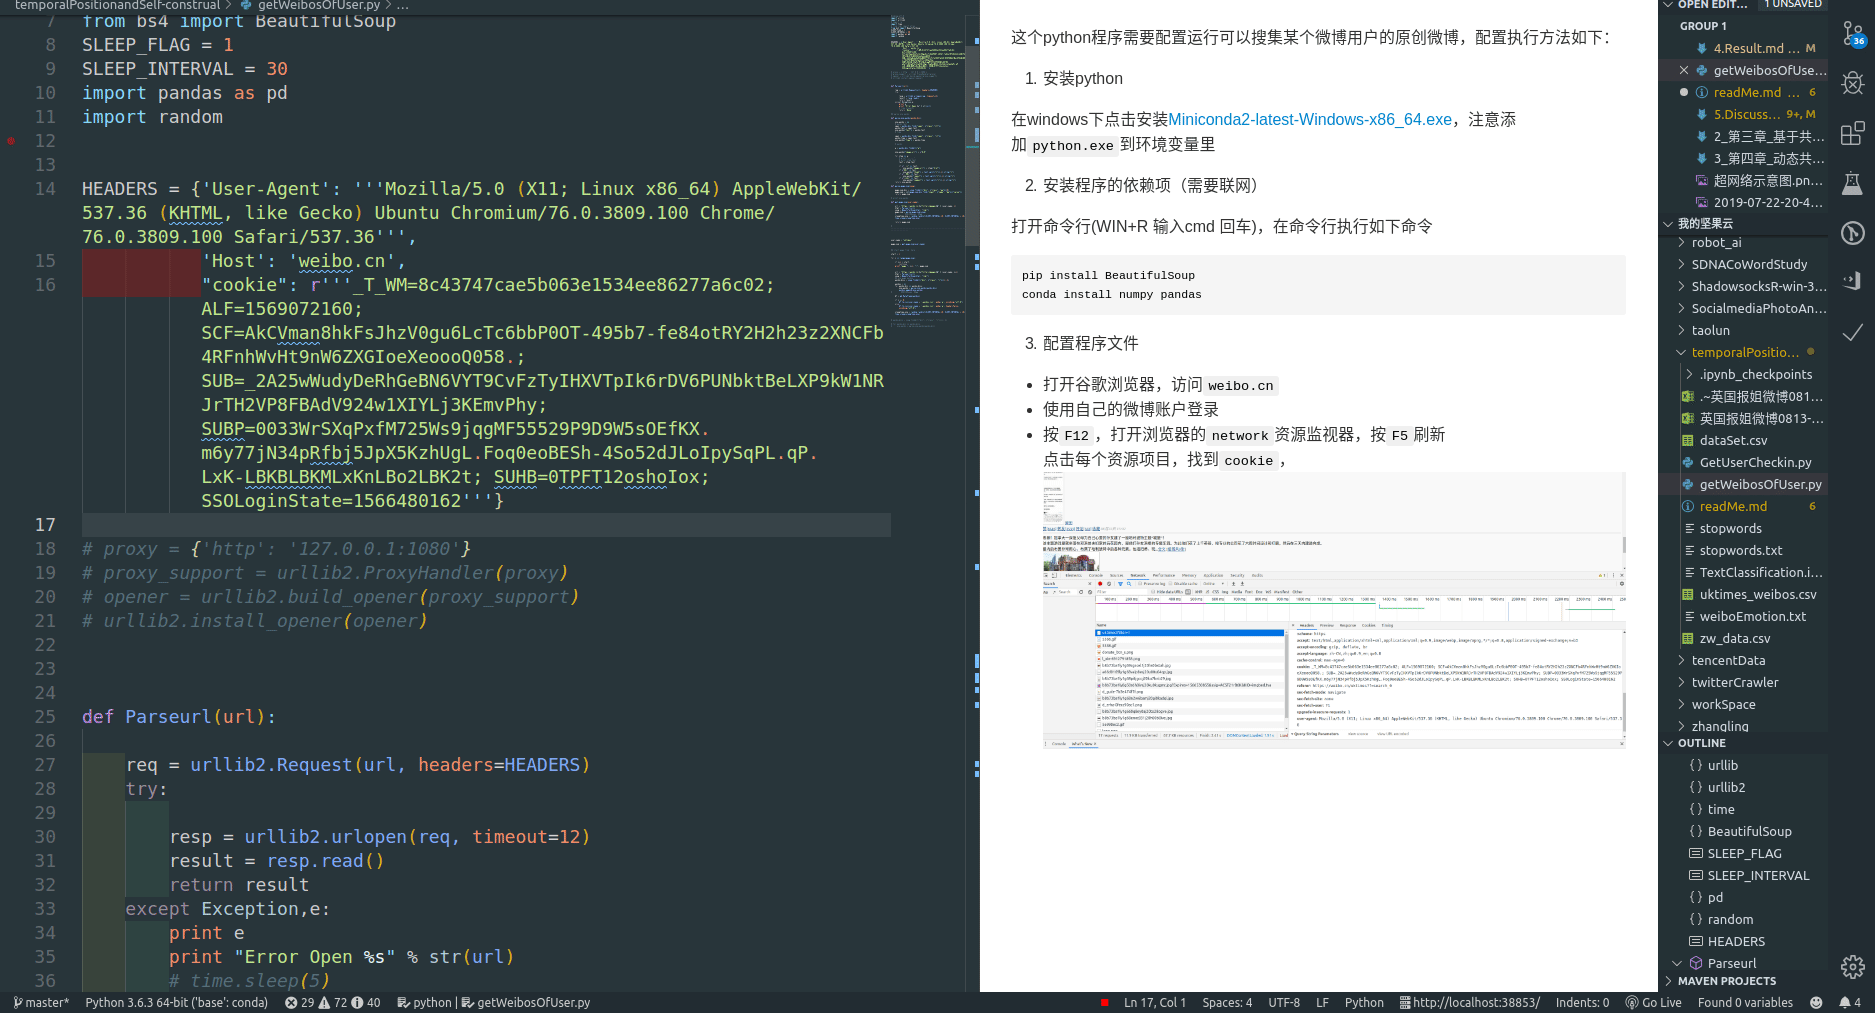 temporalPositionandSelf-construal > getWeibosOfUser.py > ...
7 from bs4 import BeautifulSoup
8 SLEEP_FLAG = 1
9 SLEEP_INTERVAL = 30
10 import pandas as pd
11 import random
12
13
14 HEADERS = {'User-Agent': '''Mozilla/5.0 (X11; Linux x86_64) AppleWebKit/
537.36 (KHTML, like Gecko) Ubuntu Chromium/76.0.3809.100 Chrome/
76.0.3809.100 Safari/537.36''',
15 'Host': 'weibo.cn',
16 "cookie": r'''_T_WM=8c43747cae5b063e1534ee86277a6c02;
ALF=1569072160;
SCF=AkCVman8hkFsJhzV0gu6LcTc6bbP0OT-495b7-fe84otRY2H2h23z2XNCFb
4RFnhWvHt9nW6ZXGIoeXeoooQ058.;
SUB=_2A25wWudyDeRhGeBN6VYT9CvFzTyIHXVTpIk6rDV6PUNbktBeLXP9kW1NR
JrTH2VP8FBAdV924w1XIYLj3KEmvPhy;
SUBP=0033WrSXqPxfM725Ws9jqgMF55529P9D9W5sOEfKX.
m6y77jN34pRfbj5JpX5KzhUgL.Foq0eoBESh-4So52dJLoIpySqPL.qP.
LxK-LBKBLBKMLxKnLBo2LBK2t; SUHB=0TPFT12oshoIox;
SSOLoginState=1566480162'''}
17
18 # proxy = {'http': '127.0.0.1:1080'}
19 # proxy_support = urllib2.ProxyHandler(proxy)
20 # opener = urllib2.build_opener(proxy_support)
21 # urllib2.install_opener(opener)
22
23
24
25 def Parseurl(url):
26
27 req = urllib2.Request(url, headers=HEADERS)
28 try:
29
30 resp = urllib2.urlopen(req, timeout=12)
31 result = resp.read()
32 return result
33 except Exception,e:
34 print e
35 print "Error Open %s" % str(url)
36 # time.sleep(5)
这个python程序需要配置运行可以搜集某个微博用户的原创微博，配置执行方法如下：
1. 安装python
在windows下点击安装Miniconda2-latest-Windows-x86_64.exe，注意添
加python.exe到环境变量里
2. 安装程序的依赖项（需要联网）
打开命令行(WIN+R 输入cmd 回车)，在命令行执行如下命令
pip install BeautifulSoup
conda install numpy pandas
3. 配置程序文件
• 打开谷歌浏览器，访问 weibo.cn
• 使用自己的微博账户登录
• 按 F12，打开浏览器的 network 资源监视器，按 F5 刷新
点击每个资源项目，找到 cookie，
OPEN EDIT... 1 UNSAVED
GROUP 1
4.Result.md ... M
getWeibosOfUse...
readMe.md ... 6
5.Discuss... 9+, M
2_第三章_基于共...
3_第四章_动态共...
超网络示意图.pn...
2019-07-22-20-4...
我的坚果云
robot_ai
SDNACoWordStudy
ShadowsocksR-win-3...
SocialmediaPhotoAn...
taolun
temporalPositio...
.ipynb_checkpoints
.~英国报姐微博081...
英国报姐微博0813-...
dataSet.csv
GetUserCheckin.py
getWeibosOfUser.py
readMe.md 6
stopwords
stopwords.txt
TextClassification.i...
uktimes_weibos.csv
weiboEmotion.txt
zw_data.csv
tencentData
twitterCrawler
workSpace
zhangling
OUTLINE
{} urllib
{} urllib2
{} time
{} BeautifulSoup
SLEEP_FLAG
SLEEP_INTERVAL
{} pd
{} random
HEADERS
Parseurl
MAVEN PROJECTS
36
master* Python 3.6.3 64-bit ('base': conda) 29 72 40 python | getWeibosOfUser.py Ln 17, Col 1 Spaces: 4 UTF-8 LF Python http://localhost:38853/ Indents: 0 Go Live Found 0 variables 4